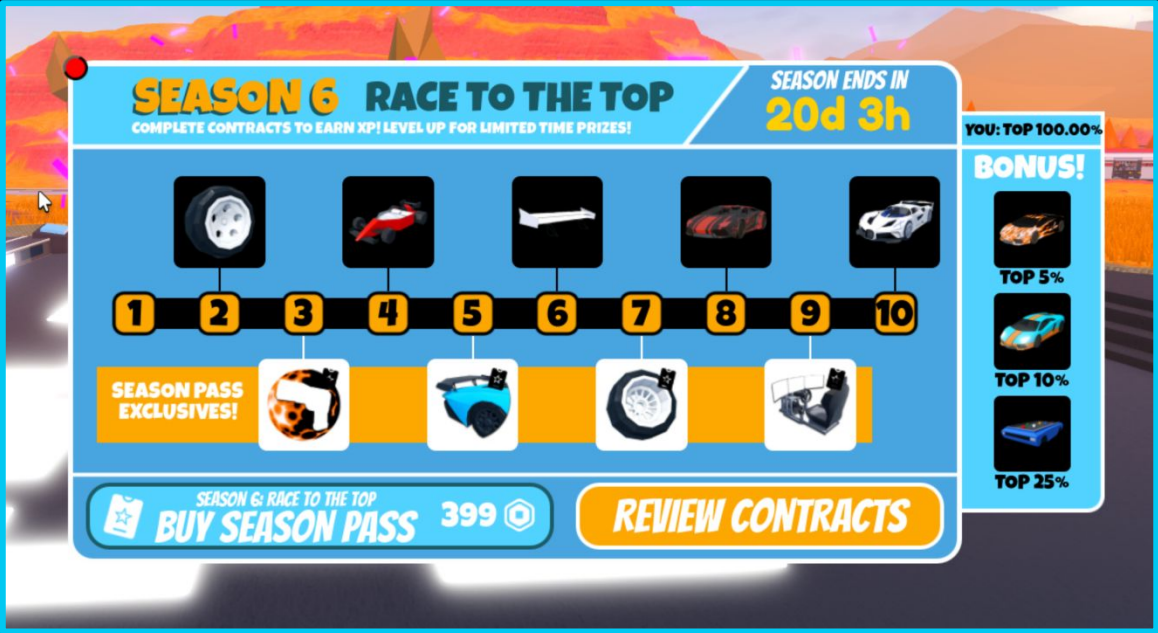 SEASON 6 RACE TO THE TOP
COMPLETE CONTRACTS TO EARN XP! LEVEL UP FOR LIMITED TIME PRIZES!
SEASON ENDS IN
20d 3h
YOU: TOP 100.00%
BONUS!
TOP 5%
TOP 10%
TOP 25%
1 2 3 4 5 6 7 8 9 10
SEASON PASS
EXCLUSIVES!
SEASON 6: RACE TO THE TOP
BUY SEASON PASS
399
REVIEW CONTRACTS